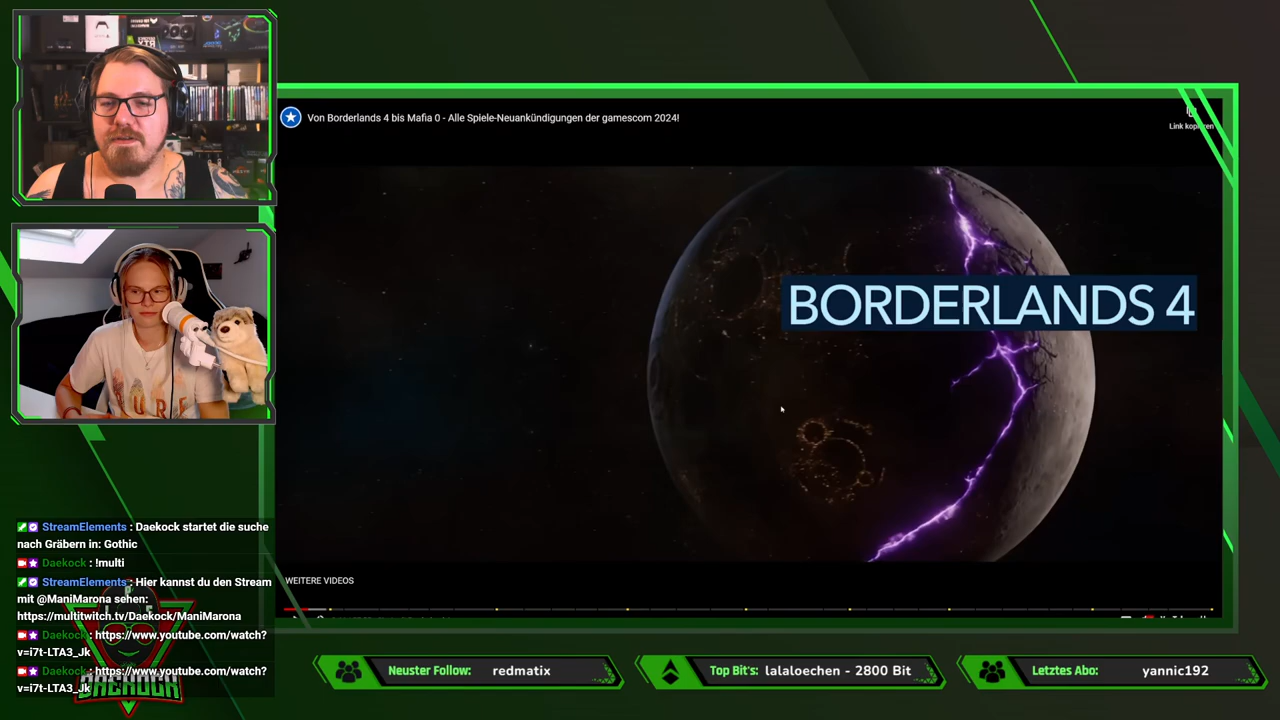 Von Borderlands 4 bis Mafia 0 - Alle Spiele-Neuankündigungen der gamescom 2024!
Link kopieren
BORDERLANDS 4
WEITERE VIDEOS
StreamElements : Daekock startet die suche
nach Gräbern in: Gothic
Daekock : !multi
StreamElements : Hier kannst du den Stream
mit @ManiMarona sehen:
https://multitwitch.tv/Daekock/ManiMarona
Daekock : https://www.youtube.com/watch?
v=i7t-LTA3_Jk
Daekock : https://www.youtube.com/watch?
v=i7t-LTA3_Jk
DAEKOCK
Neuster Follow: redmatix
Top Bit's: lalaloechen - 2800 Bit
Letztes Abo: yannic192